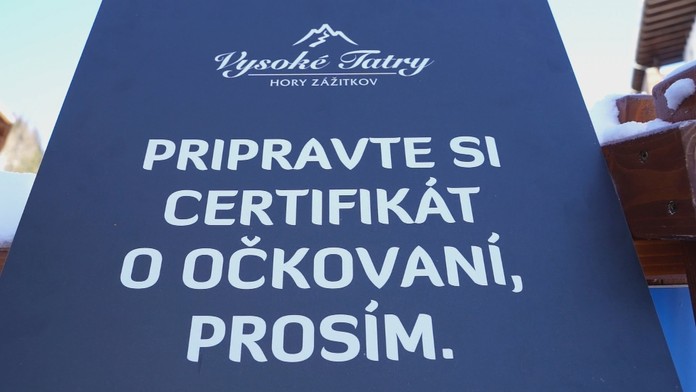 Vysoké Tatry
HORY ZÁŽITKOV
PRIPRAVTE SI
CERTIFIKÁT
O OČKOVANÍ,
PROSÍM.